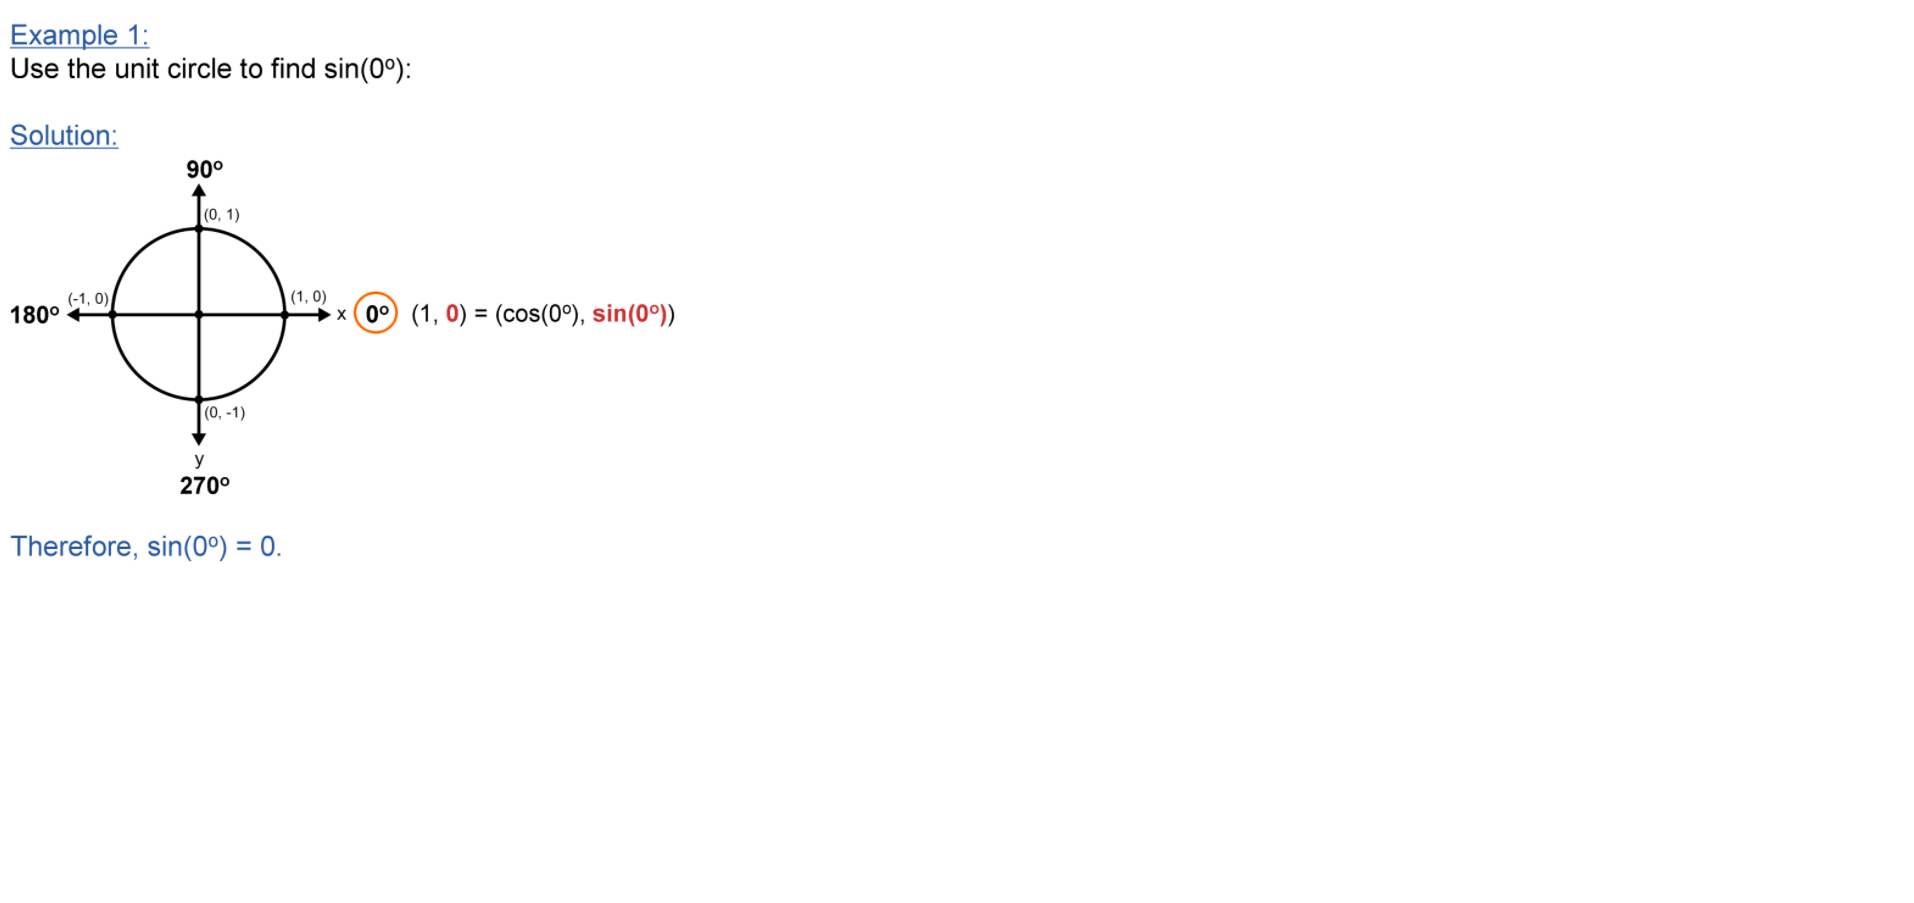 Example 1:
Use the unit circle to find sin(0º):
Solution:
90º
(0, 1)
180º (-1, 0) (1, 0) x 0º (1, 0) = (cos(0º), sin(0º))
(0, -1)
y
270º
Therefore, sin(0º) = 0.